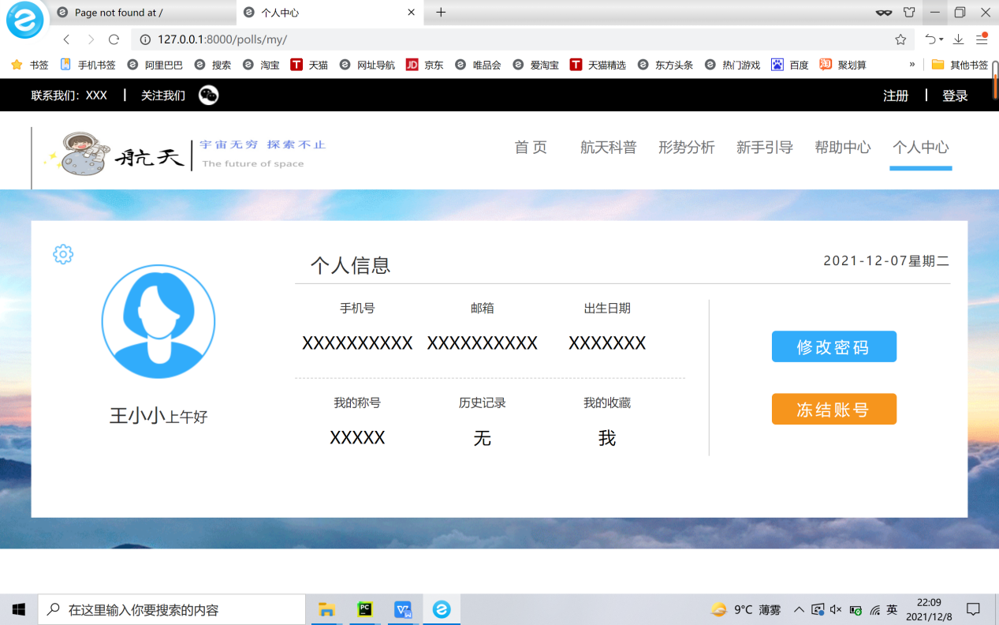 Page not found at /
个人中心
127.0.0.1:8000/polls/my/
书签 手机书签 阿里巴巴 搜索 淘宝 T 天猫 网址导航 JD 京东 唯品会 爱淘宝 T 天猫精选 东方头条 热门游戏 百度 淘 聚划算 » 其他书签
联系我们：XXX | 关注我们 注册 | 登录
航天 宇宙无穷 探索不止
The future of space
首 页 航天科普 形势分析 新手引导 帮助中心 个人中心
个人信息 2021-12-07星期二
手机号 邮箱 出生日期
XXXXXXXXXX XXXXXXXXXX XXXXXXX
修改密码
我的称号 历史记录 我的收藏
XXXXX 无 我
冻结账号
王小小上午好
在这里输入你要搜索的内容
PC
W
9°C 薄雾
英
22:09
2021/12/8